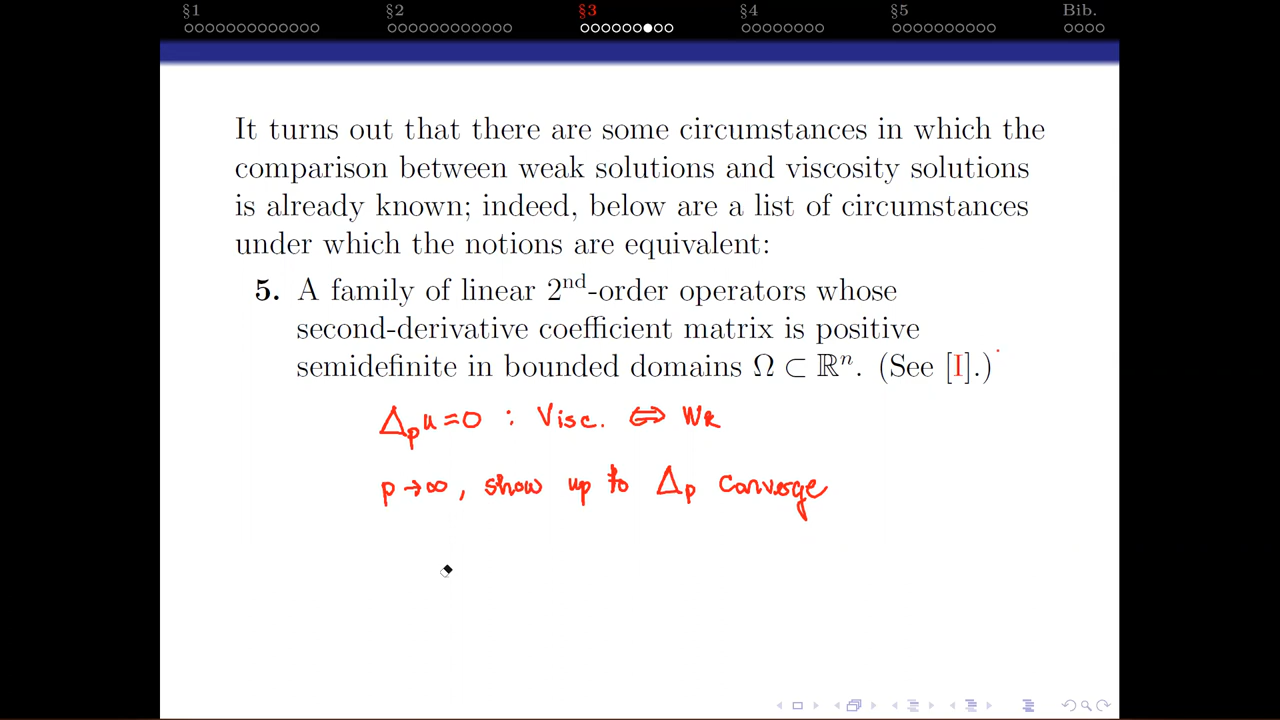 §1 §2 §3 §4 §5 Bib.
It turns out that there are some circumstances in which the
comparison between weak solutions and viscosity solutions
is already known; indeed, below are a list of circumstances
under which the notions are equivalent:
5. A family of linear 2ⁿᵈ-order operators whose
second-derivative coefficient matrix is positive
semidefinite in bounded domains Ω ⊂ ℝⁿ. (See [I].)
Δₚu=0 : Visc. ⇔ Wk
p→∞, show up to Δₚ converge